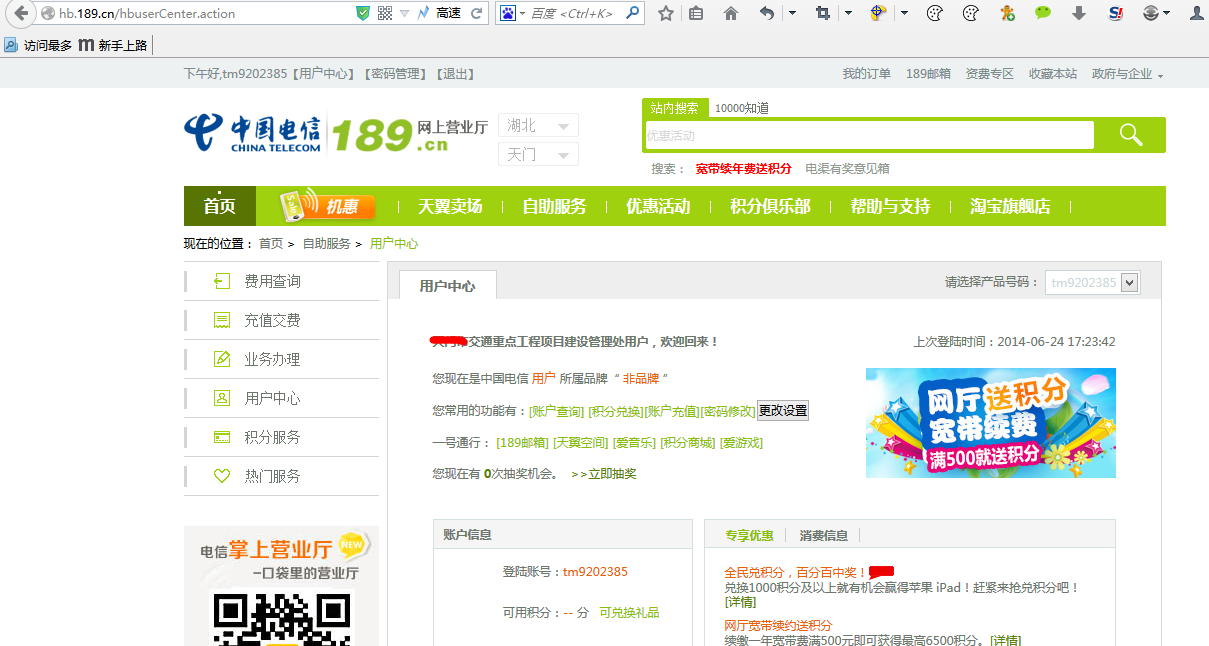 hb.189.cn/hbuserCenter.action 高速 百度 <Ctrl+K>
访问最多 新手上路
下午好,tm9202385【用户中心】【密码管理】【退出】 我的订单 189邮箱 资费专区 收藏本站 政府与企业
中国电信 CHINA TELECOM 189.cn 网上营业厅
湖北
天门
站内搜索 10000知道
优惠活动
搜索： 宽带续年费送积分 电渠有奖意见箱
首页 机惠 天翼卖场 自助服务 优惠活动 积分俱乐部 帮助与支持 淘宝旗舰店
现在的位置： 首页 > 自助服务 > 用户中心
费用查询
充值交费
业务办理
用户中心
积分服务
热门服务
电信掌上营业厅 NEW
—口袋里的营业厅
用户中心 请选择产品号码： tm9202385
交通重点工程项目建设管理处用户，欢迎回来！ 上次登陆时间：2014-06-24 17:23:42
您现在是中国电信 用户 所属品牌“ 非品牌 ”
您常用的功能有：[账户查询] [积分兑换][账户充值][密码修改] 更改设置
一号通行： [189邮箱] [天翼空间] [爱音乐] [积分商城] [爱游戏]
您现在有 0次抽奖机会。 >>立即抽奖
网厅送积分
宽带续费
满500就送积分
账户信息
登陆账号：tm9202385
可用积分：-- 分 可兑换礼品
专享优惠 消费信息
全民兑积分，百分百中奖！
兑换1000积分及以上就有机会赢得苹果 iPad！赶紧来抢兑积分吧！
[详情]
网厅宽带续约送积分
续缴一年宽带费满500元即可获得最高6500积分。[详情]